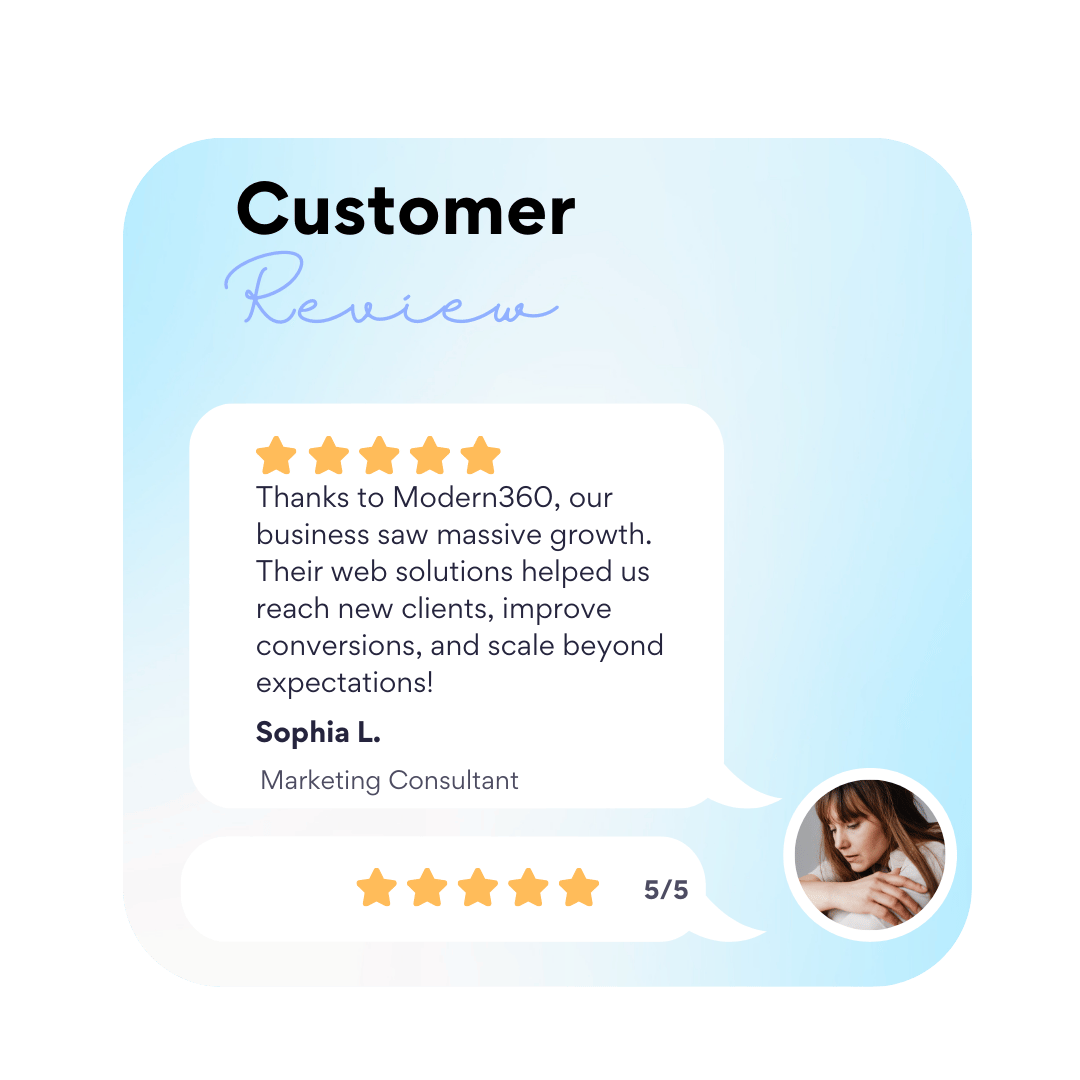 Customer
Review
Thanks to Modern360, our
business saw massive growth.
Their web solutions helped us
reach new clients, improve
conversions, and scale beyond
expectations!
Sophia L.
Marketing Consultant
5/5